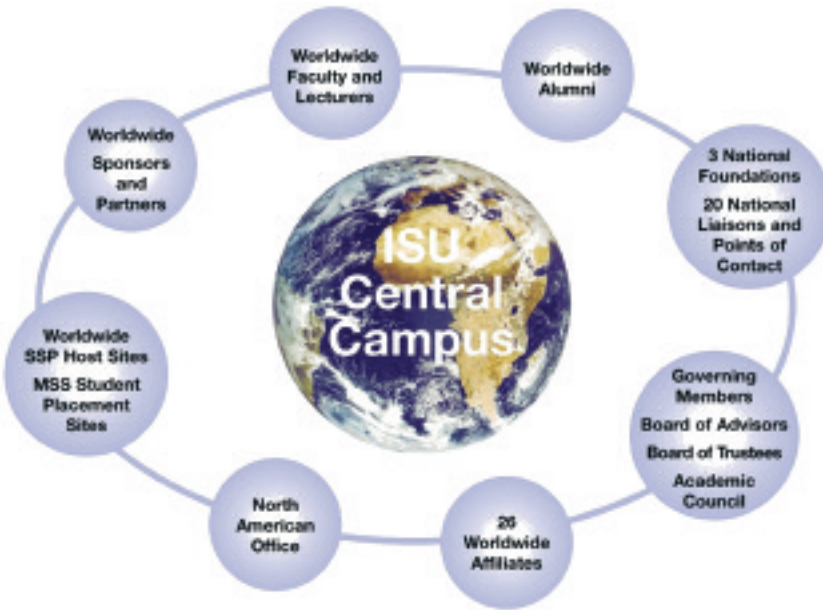 Worldwide
Faculty and
Lecturers
Worldwide
Alumni
3 National
Foundations
20 National
Liaisons and
Points of
Contact
Governing
Members
Board of Advisors
Board of Trustees
Academic
Council
26
Worldwide
Affiliates
North
American
Office
Worldwide
SSP Host Sites
MSS Student
Placement
Sites
Worldwide
Sponsors
and
Partners
ISU
Central
Campus